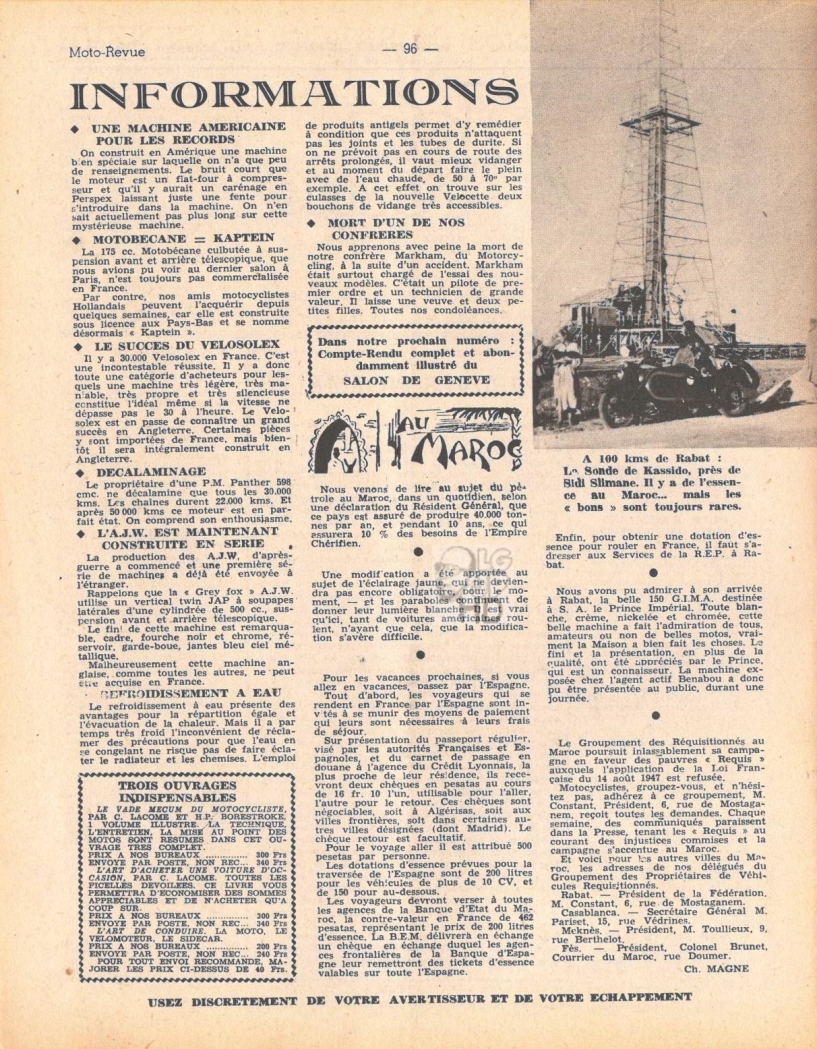 Moto-Revue
— 96 —
INFORMATIONS
◆ UNE MACHINE AMERICAINE
POUR LES RECORDS
On construit en Amérique une machine
bien spéciale sur laquelle on n'a que peu
de renseignements. Le bruit court que
le moteur est un flat-four à compres-
seur et qu'il y aurait un carénage en
Perspex laissant juste une fente pour
s'introduire dans la machine. On n'en
sait actuellement pas plus long sur cette
mystérieuse machine.
◆ MOTOBECANE = KAPTEIN
La 175 cc. Motobécane culbutée à sus-
pension avant et arrière télescopique, que
nous avions pu voir au dernier salon à
Paris, n'est toujours pas commercialisée
en France.
Par contre, nos amis motocyclistes
Hollandais peuvent l'acquérir depuis
quelques semaines, car elle est construite
sous licence aux Pays-Bas et se nomme
désormais « Kaptein ».
◆ LE SUCCES DU VELOSOLEX
Il y a 30.000 Velosolex en France. C'est
une incontestable réussite. Il y a donc
toute une catégorie d'acheteurs pour les-
quels une machine très légère, très ma-
niable, très propre et très silencieuse
constitue l'idéal même si la vitesse ne
dépasse pas le 30 à l'heure. Le Velo-
solex est en passe de connaître un grand
succès en Angleterre. Certaines pièces
y sont importées de France, mais bien-
tôt il sera intégralement construit en
Angleterre.
◆ DECALAMINAGE
Le propriétaire d'une P.M. Panther 598
cmc. ne décalamine que tous les 30.000
kms. Les chaînes durent 22.000 kms. Et
après 50 000 kms ce moteur est en par-
fait état. On comprend son enthousiasme.
◆ L'A.J.W. EST MAINTENANT
CONSTRUITE EN SERIE
La production des A.J.W. d'après-
guerre a commencé et une première sé-
rie de machines a déjà été envoyée à
l'étranger.
Rappelons que la « Grey fox » A.J.W.
utilise un vertical twin JAP à soupapes
latérales d'une cylindrée de 500 cc., sus-
pension avant et arrière télescopique.
Le fini de cette machine est remarqua-
ble, cadre, fourche noir et chrome, ré-
servoir, garde-boue, jantes bleu ciel mé-
tallique.
Malheureusement cette machine an-
glaise, comme toutes les autres, ne peut
être acquise en France.
REFROIDISSEMENT A EAU
Le refroidissement à eau présente des
avantages pour la répartition égale et
l'évacuation de la chaleur. Mais il a par
temps très froid l'inconvénient de récla-
mer des précautions pour que l'eau en
se congelant ne risque pas de faire écla-
ter le radiateur et les chemises. L'emploi
TROIS OUVRAGES
INDISPENSABLES
LE VADE MECUM DU MOTOCYCLISTE,
PAR C. LACOME ET H.P. BORESTROKE.
1 VOLUME ILLUSTRE. LA TECHNIQUE,
L'ENTRETIEN, LA MISE AU POINT DES
MOTOS SONT RESUMES DANS CET OU-
VRAGE TRES COMPLET.
PRIX A NOS BUREAUX ............ 300 Frs
ENVOYE PAR POSTE, NON REC... 340 Frs
L'ART D'ACHETER UNE VOITURE D'OC-
CASION, PAR C. LACOME. TOUTES LES
FICELLES DEVOILEES. CE LIVRE VOUS
PERMETTRA D'ECONOMISER DES SOMMES
APPRECIABLES ET DE N'ACHETER QU'A
COUP SUR.
PRIX A NOS BUREAUX ............ 300 Frs
ENVOYE PAR POSTE, NON REC... 340 Frs
L'ART DE CONDUIRE. LA MOTO, LE
VELOMOTEUR, LE SIDECAR.
PRIX A NOS BUREAUX ............ 200 Frs
ENVOYE PAR POSTE, NON REC... 240 Frs
POUR TOUT ENVOI RECOMMANDE, MA-
JORER LES PRIX CI-DESSUS DE 40 Frs.
de produits antigels permet d'y remédier
à condition que ces produits n'attaquent
pas les joints et les tubes de durite. Si
on ne prévoit pas en cours de route des
arrêts prolongés, il vaut mieux vidanger
et au moment du départ faire le plein
avec de l'eau chaude, de 50 à 70° par
exemple. A cet effet on trouve sur les
culasses de la nouvelle Velocette deux
bouchons de vidange très accessibles.
◆ MORT D'UN DE NOS
CONFRERES
Nous apprenons avec peine la mort de
notre confrère Markham, du Motorcy-
cling, à la suite d'un accident. Markham
était surtout chargé de l'essai des nou-
veaux modèles. C'était un pilote de pre-
mier ordre et un technicien de grande
valeur. Il laisse une veuve et deux pe-
tites filles. Toutes nos condoléances.
Dans notre prochain numéro :
Compte-Rendu complet et abon-
damment illustré du
SALON DE GENEVE
AU
MAROC
Nous venons de lire au sujet du pé-
trole au Maroc, dans un quotidien, selon
une déclaration du Résident Général, que
ce pays est assuré de produire 40.000 ton-
nes par an, et pendant 10 ans, ce qui
assurera 10 % des besoins de l'Empire
Chérifien.
●
Une modification a été apportée au
sujet de l'éclairage jaune, qui ne devien-
dra pas encore obligatoire pour le mo-
ment, — et les paraboles continuent de
donner leur lumière blanche. Il est vrai
qu'ici, tant de voitures américaines rou-
lent, n'ayant que cela, que la modifica-
tion s'avère difficile.
●
Pour les vacances prochaines, si vous
allez en vacances, passez par l'Espagne.
Tout d'abord, les voyageurs qui se
rendent en France par l'Espagne sont in-
vités à se munir des moyens de paiement
qui leurs sont nécessaires à leurs frais
de séjour.
Sur présentation du passeport régulier,
visé par les autorités Françaises et Es-
pagnoles, et du carnet de passage en
douane à l'agence du Crédit Lyonnais, la
plus proche de leur résidence, ils rece-
vront deux chèques en pesatas au cours
de 16 fr. 10 l'un, utilisable pour l'aller,
l'autre pour le retour. Ces chèques sont
négociables, soit à Algérisas, soit aux
villes frontières, soit dans certaines au-
tres villes désignées (dont Madrid). Le
chèque retour est facultatif.
Pour le voyage aller il est attribué 500
pesetas par personne.
Les dotations d'essence prévues pour la
traversée de l'Espagne sont de 200 litres
pour les véhicules de plus de 10 CV, et
de 150 pour au-dessous.
Les voyageurs devront verser à toutes
les agences de la Banque d'Etat du Ma-
roc, la contre-valeur en France de 462
pesatas, représentant le prix de 200 litres
d'essence. La B.E.M. délivrera en échange
un chèque en échange duquel les agen-
ces frontalières de la Banque d'Espa-
gne leur remettront des tickets d'essence
valables sur toute l'Espagne.
A 100 kms de Rabat :
La Sonde de Kassido, près de
Sidi Slimane. Il y a de l'essen-
ce au Maroc... mais les
« bons » sont toujours rares.
Enfin, pour obtenir une dotation d'es-
sence pour rouler en France, il faut s'a-
dresser aux Services de la R.E.P. à Ra-
bat.
●
Nous avons pu admirer à son arrivée
à Rabat, la belle 150 G.I.M.A. destinée
à S. A. le Prince Impérial. Toute blan-
che, crème, nickelée et chromée, cette
belle machine a fait l'admiration de tous,
amateurs ou non de belles motos, vrai-
ment la Maison a bien fait les choses. Le
fini et la présentation, en plus de la
qualité, ont été appréciés par le Prince,
qui est un connaisseur. La machine ex-
posée chez l'agent actif Benabou a donc
pu être présentée au public, durant une
journée.
●
Le Groupement des Réquisitionnés au
Maroc poursuit inlassablement sa campa-
gne en faveur des pauvres « Requis »
auxquels l'application de la Loi Fran-
çaise du 14 août 1947 est refusée.
Motocyclistes, groupez-vous, et n'hési-
tez pas, adhérez à ce groupement, M.
Constant, Président, 6, rue de Mostaga-
nem, reçoit toutes les demandes. Chaque
semaine, des communiqués paraissent
dans la Presse, tenant les « Requis » au
courant des injustices commises et la
campagne s'accentue au Maroc.
Et voici pour les autres villes du Ma-
roc, les adresses de nos délégués du
Groupement des Propriétaires de Véhi-
cules Requisitionnés.
Rabat. — Président de la Fédération,
M. Constant, 6, rue de Mostaganem.
Casablanca. — Secrétaire Général M.
Pariset, 15, rue Védrines.
Meknès. — Président, M. Toullieux, 9,
rue Berthelot.
Fès. — Président, Colonel Brunet,
Courrier du Maroc, rue Doumer.
Ch. MAGNE
USEZ DISCRETEMENT DE VOTRE AVERTISSEUR ET DE VOTRE ECHAPPEMENT